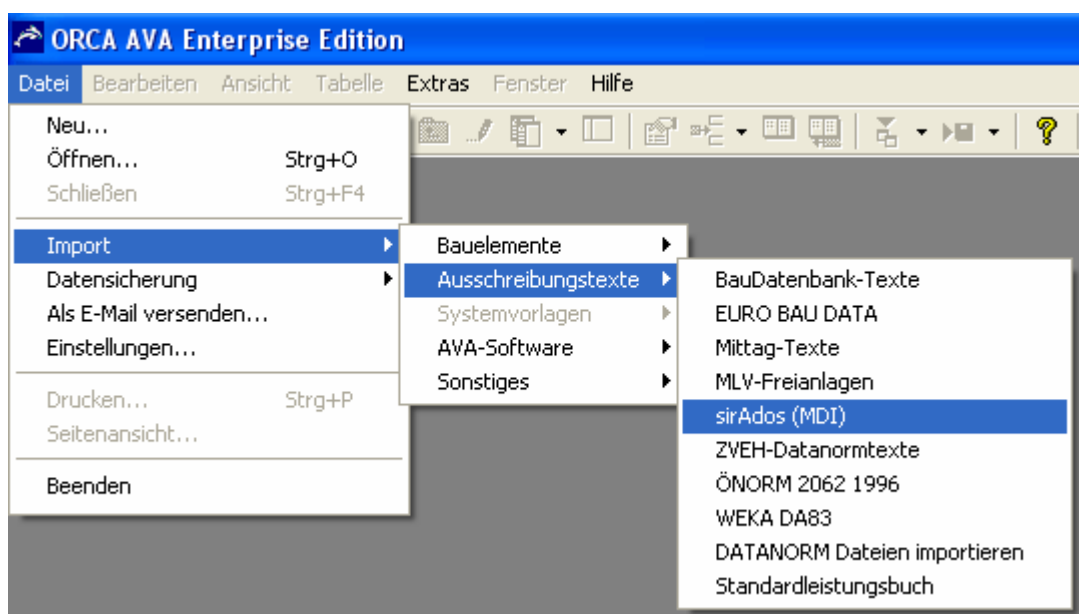 ORCA AVA Enterprise Edition
Datei Bearbeiten Ansicht Tabelle Extras Fenster Hilfe
Neu...
Öffnen... Strg+O
Schließen Strg+F4
Import
Datensicherung
Als E-Mail versenden...
Einstellungen...
Drucken... Strg+P
Seitenansicht...
Beenden
Bauelemente
Ausschreibungstexte
Systemvorlagen
AVA-Software
Sonstiges
BauDatenbank-Texte
EURO BAU DATA
Mittag-Texte
MLV-Freianlagen
sirAdos (MDI)
ZVEH-Datanormtexte
ÖNORM 2062 1996
WEKA DA83
DATANORM Dateien importieren
Standardleistungsbuch